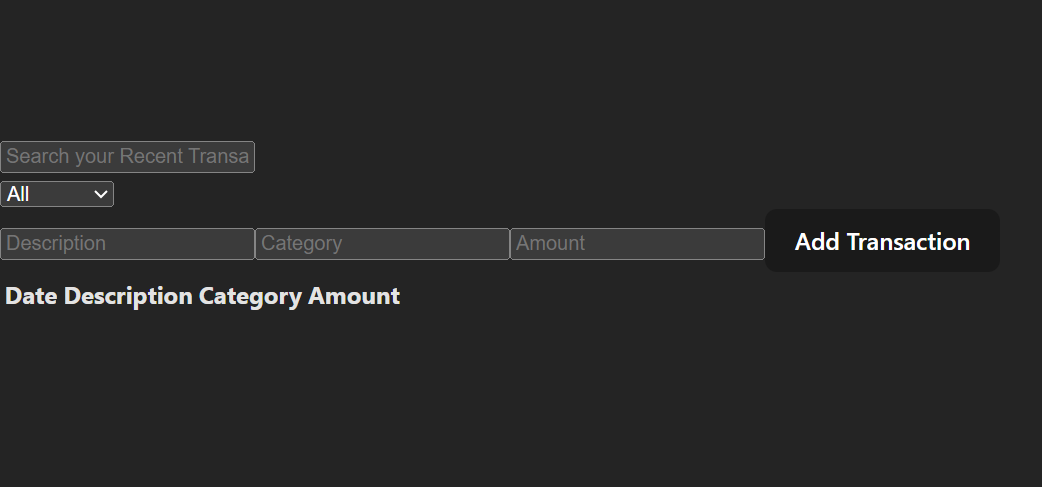 Search your Recent Transa
All
Description Category Amount Add Transaction
Date Description Category Amount